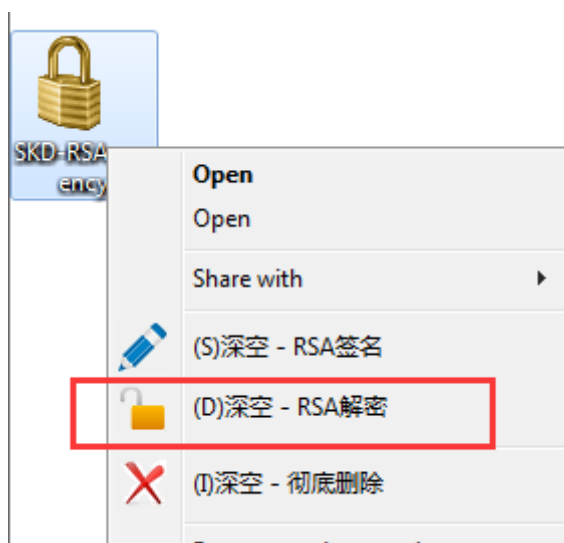 SKD-RSA
ency
Open
Open
Share with
(S)深空 - RSA签名
(D)深空 - RSA解密
(I)深空 - 彻底删除